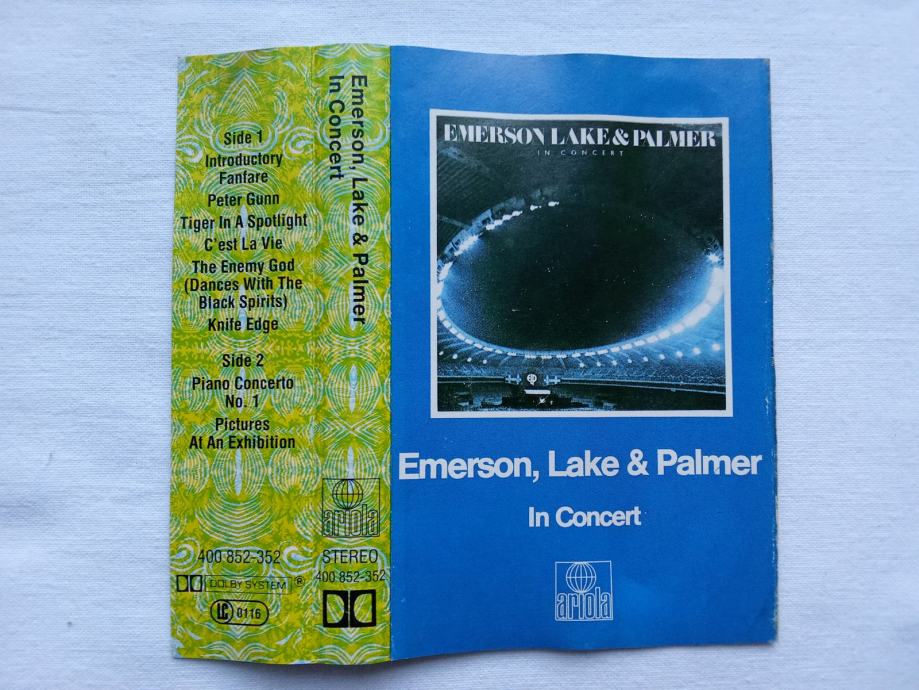 Side 1
Introductory
Fanfare
Peter Gunn
Tiger In A Spotlight
C'est La Vie
The Enemy God
(Dances With The
Black Spirits)
Knife Edge
Side 2
Piano Concerto
No. 1
Pictures
At An Exhibition
400 852-352
DOLBY SYSTEM ®
LC 0116
Emerson, Lake & Palmer
In Concert
ariola
STEREO
400 852-352
EMERSON LAKE & PALMER
IN CONCERT
Emerson, Lake & Palmer
In Concert
ariola